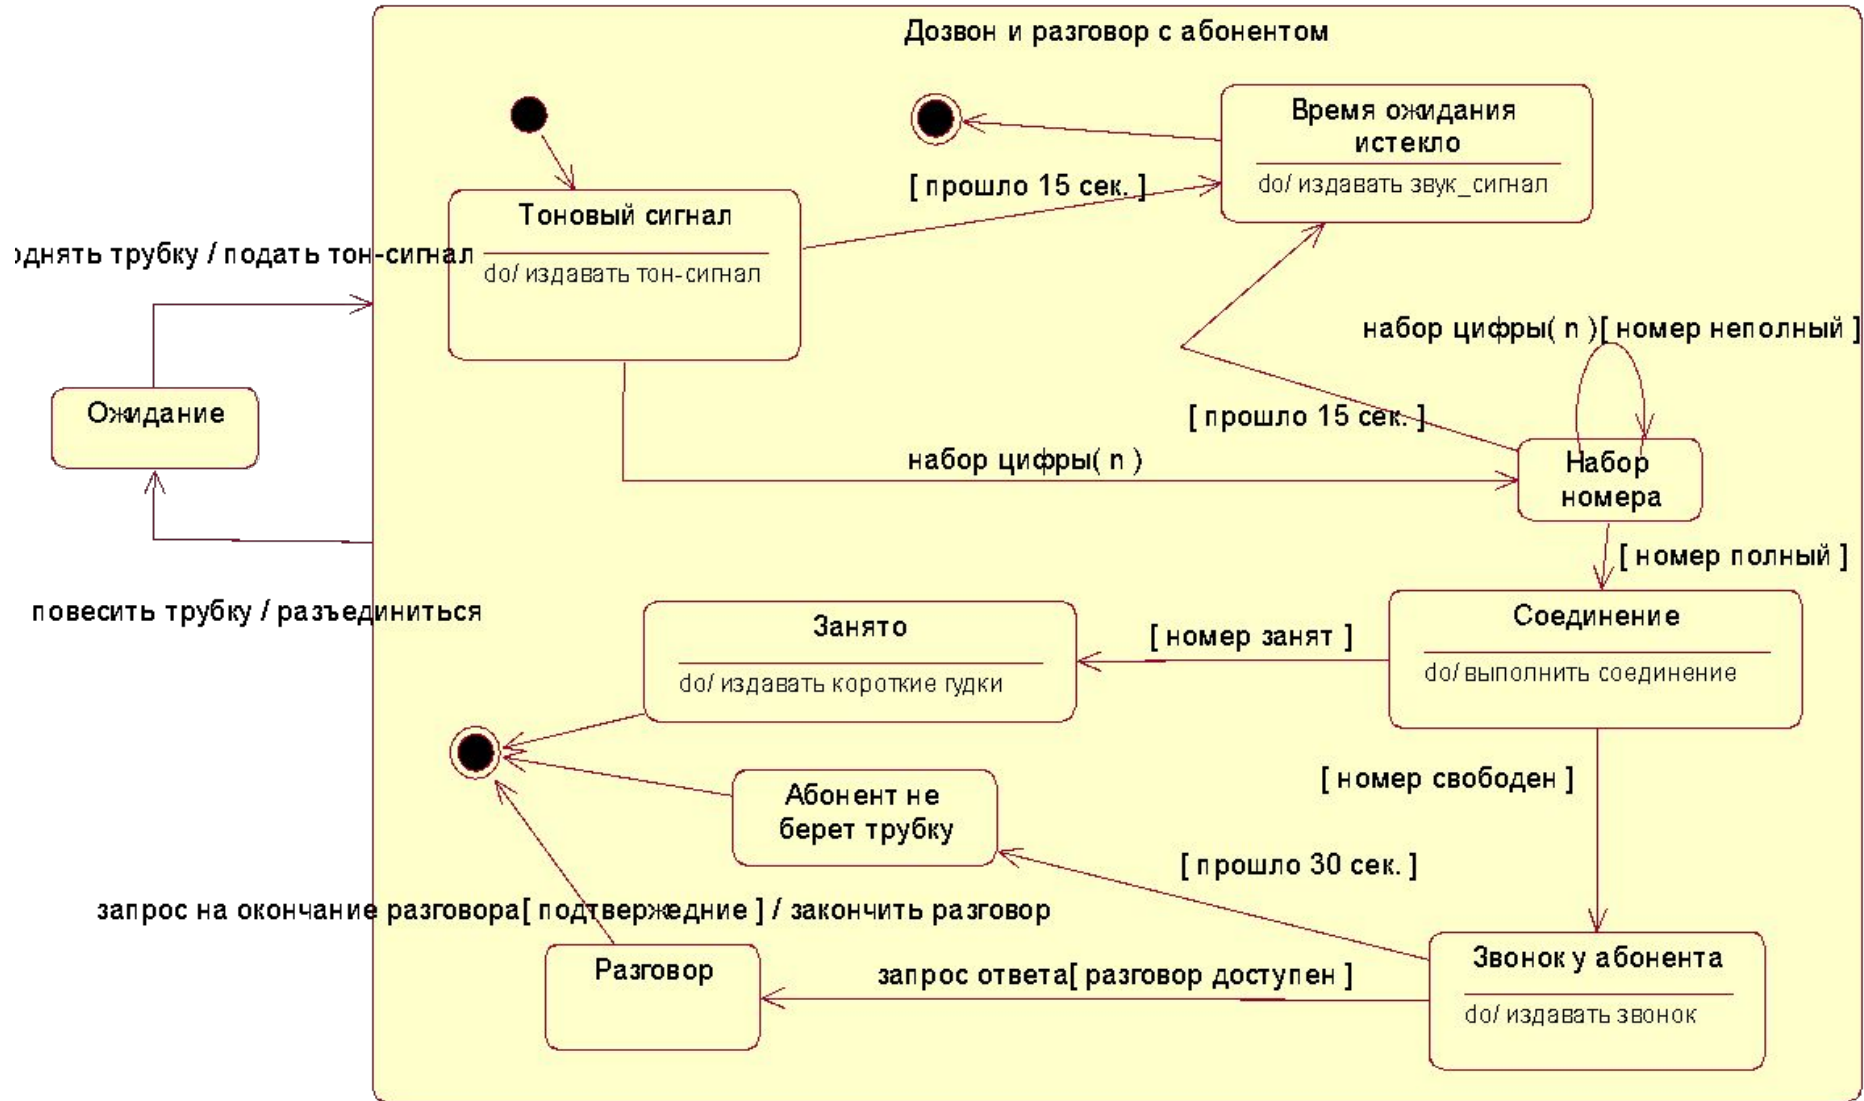 Дозвон и разговор с абонентом
Время ожидания
истекло
do/ издавать звук_сигнал
[ прошло 15 сек. ]
Тоновый сигнал
do/ издавать тон-сигнал
трубку / подать тон-сигнал
набор цифры( n )[ номер неполный ]
Ожидание
[ прошло 15 сек. ]
набор цифры( n )
Набор
номера
[ номер полный ]
повесить трубку / разъединиться
Занято
do/ издавать короткие гудки
[ номер занят ]
Соединение
do/ выполнить соединение
[ номер свободен ]
Абонент не
берет трубку
[ прошло 30 сек. ]
запрос на окончание разговора[ подтвержедние ] / закончить разговор
Разговор
запрос ответа[ разговор доступен ]
Звонок у абонента
do/ издавать звонок